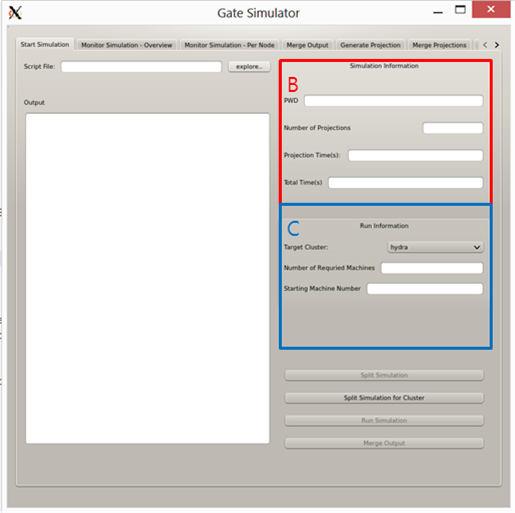 Gate Simulator
Start Simulation
Monitor Simulation - Overview
Monitor Simulation - Per Node
Merge Output
Generate Projection
Merge Projections
Script File:
explore..
Simulation Information
B
Output
PWD
Number of Projections
Projection Time(s):
Total Time(s)
C
Run Information
Target Cluster:
hydra
Number of Requried Machines
Starting Machine Number
Split Simulation
Split Simulation for Cluster
Run Simulation
Merge Output